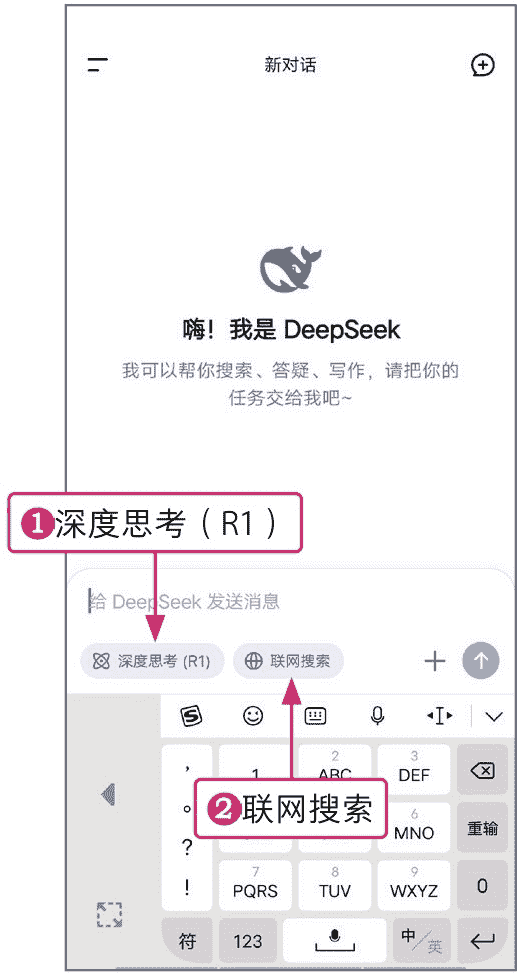 新对话
嗨！我是 DeepSeek
我可以帮你搜索、答疑、写作，请把你的
任务交给我吧~
❶深度思考（R1）
给 DeepSeek 发送消息
深度思考 (R1) 联网搜索
, 1 2 ABC 3 DEF
❷联网搜索
。 6 MNO 重输
?
! 7 PQRS 8 TUV 9 WXYZ 0
符 123 中/英